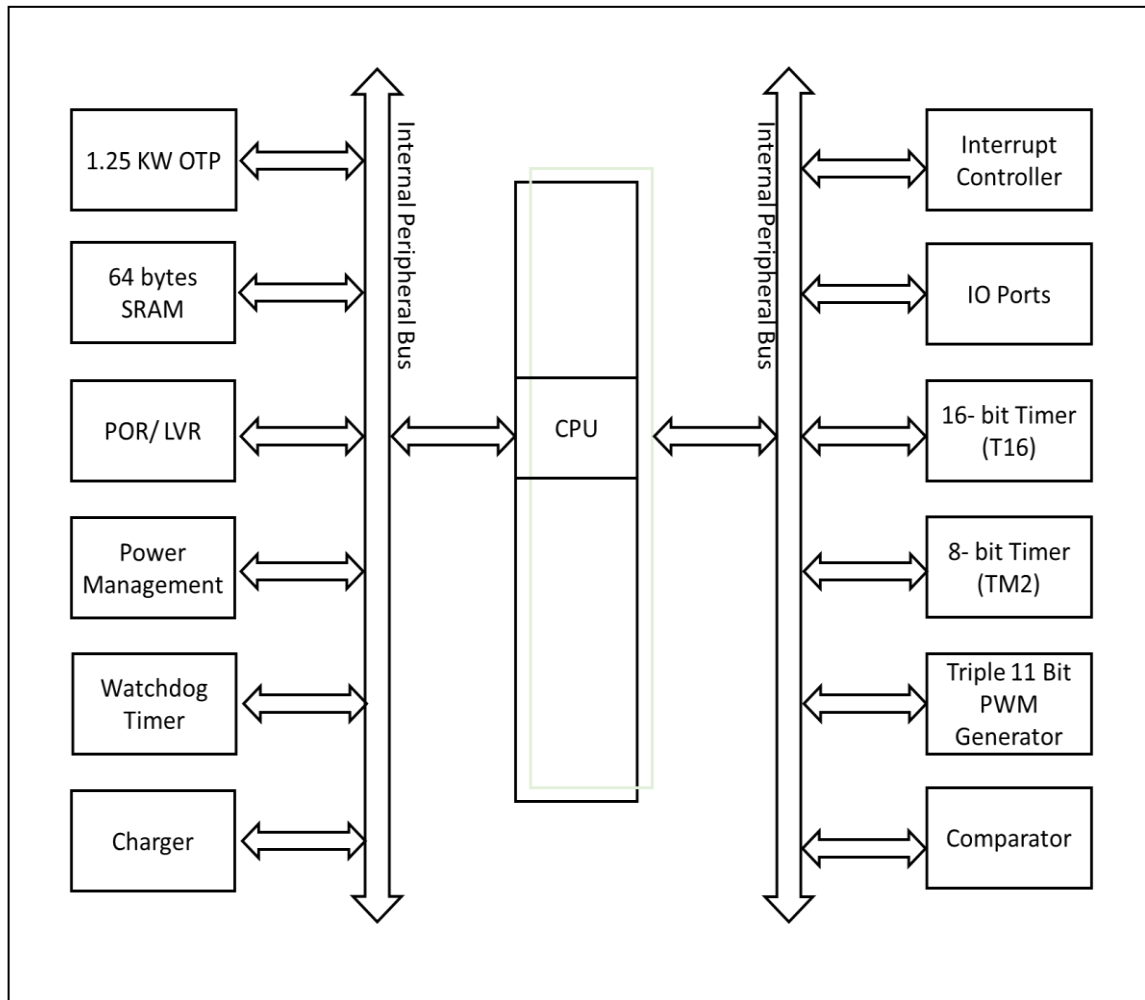 1.25 KW OTP
64 bytes
SRAM
POR/ LVR
Power
Management
Watchdog
Timer
Charger
Internal Peripheral Bus
CPU
Internal Peripheral Bus
Interrupt
Controller
IO Ports
16- bit Timer
(T16)
8- bit Timer
(TM2)
Triple 11 Bit
PWM
Generator
Comparator